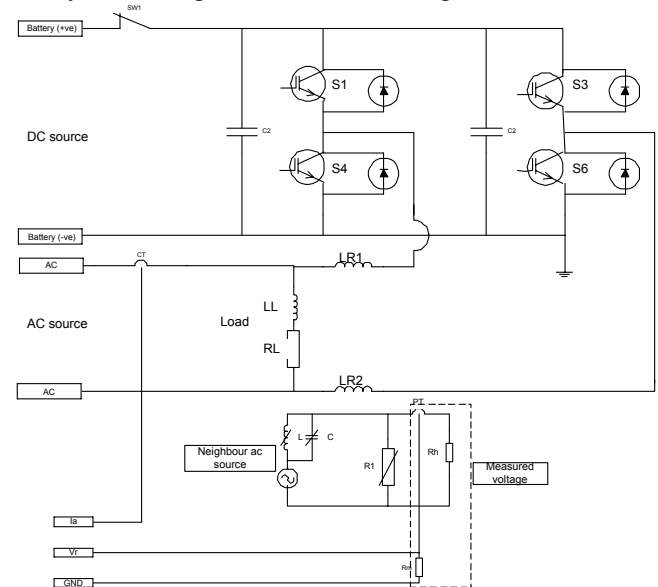 SW1
Battery (+ve)
S1
S3
DC source
C2
C2
S4
S6
Battery (-ve)
AC
CT
LR1
LL
AC source
Load
RL
LR2
AC
PT
L
C
Neighbour ac
source
R1
Rh
Measured
voltage
Ia
Vr
GND